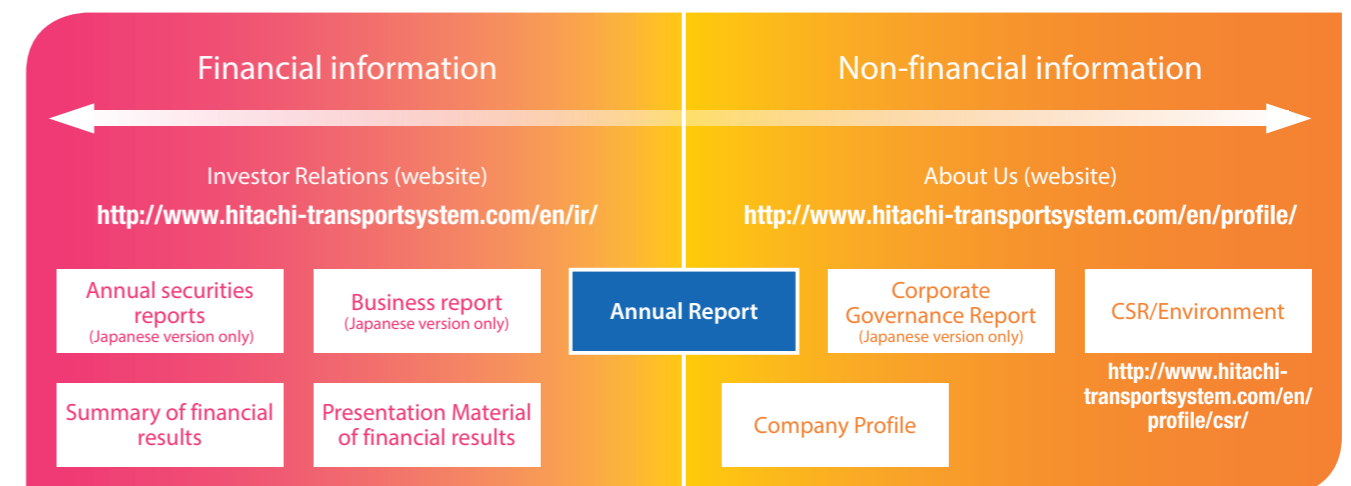 Financial information
Non-financial information
Investor Relations (website)
http://www.hitachi-transportsystem.com/en/ir/
About Us (website)
http://www.hitachi-transportsystem.com/en/profile/
Annual securities
reports
(Japanese version only)
Business report
(Japanese version only)
Annual Report
Corporate
Governance Report
(Japanese version only)
CSR/Environment
http://www.hitachi-
transportsystem.com/en/
profile/csr/
Summary of financial
results
Presentation Material
of financial results
Company Profile